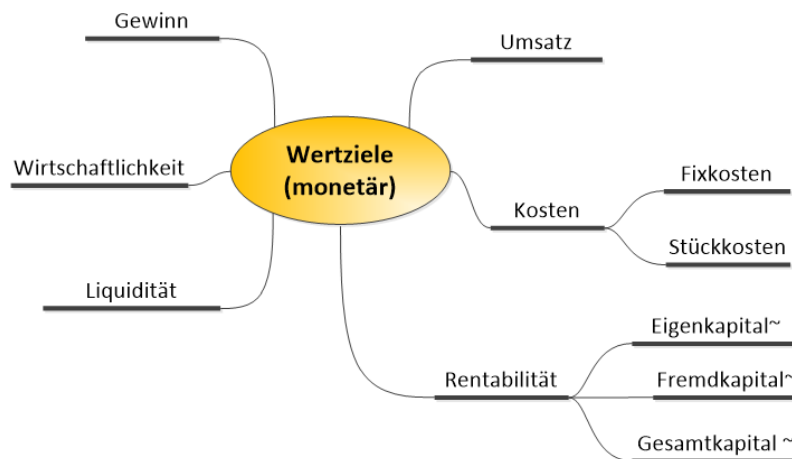 Gewinn
Umsatz
Wertziele
(monetär)
Wirtschaftlichkeit
Fixkosten
Kosten
Stückkosten
Liquidität
Eigenkapital~
Rentabilität
Fremdkapital~
Gesamtkapital ~